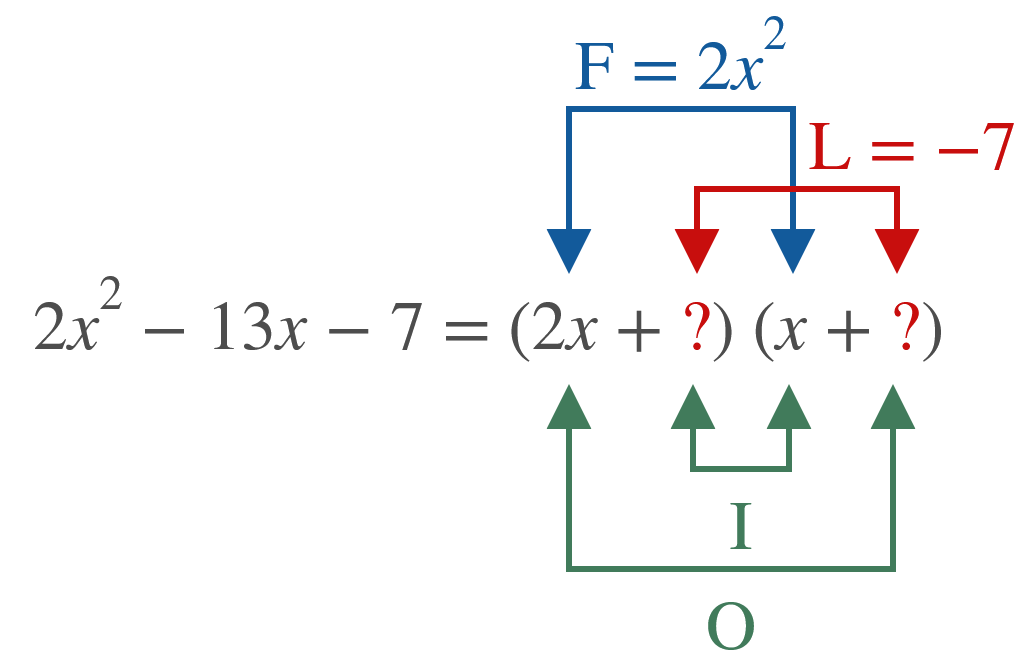 F = 2x²
L = −7
2x² − 13x − 7 = (2x + ?) (x + ?)
I
O